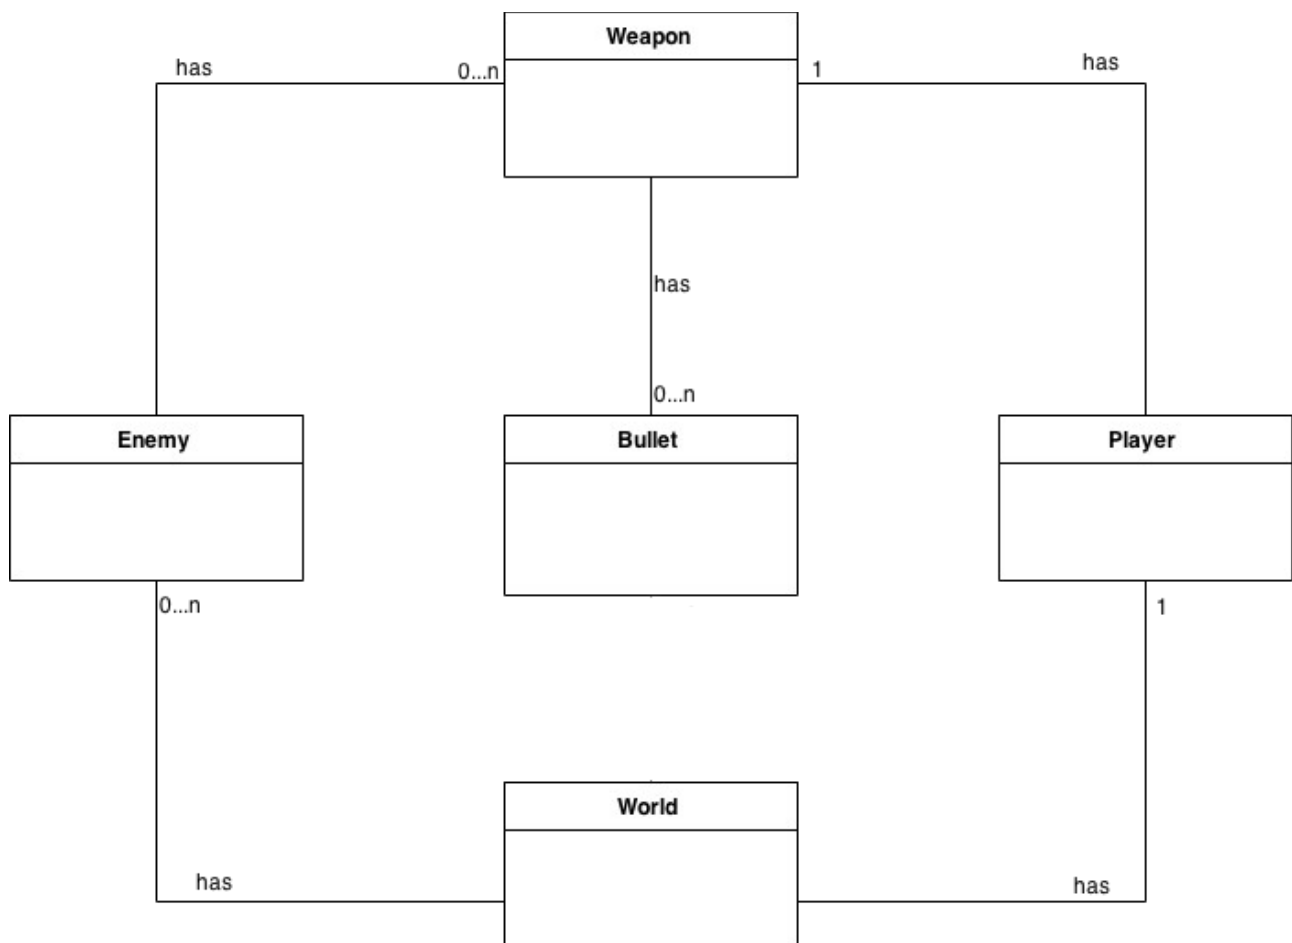 Weapon
has
0...n
1
has
has
0...n
Enemy
Bullet
Player
0...n
1
World
has
has